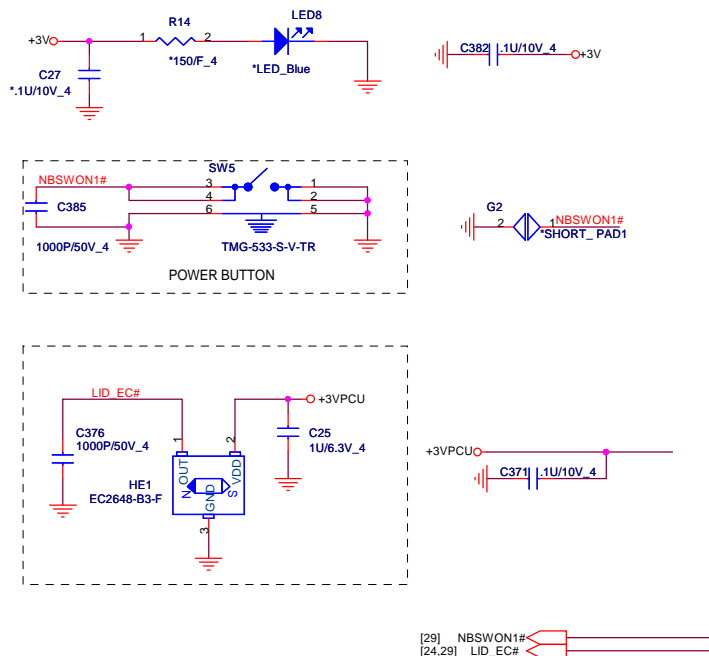 R14
LED8
+3V
1
2
*150/F_4
*LED_Blue
C27
*.1U/10V_4
C382
.1U/10V_4
+3V
SW5
NBSWON1#
3
1
4
2
6
5
C385
1000P/50V_4
TMG-533-S-V-TR
POWER BUTTON
G2
2
1
NBSWON1#
*SHORT_ PAD1
LID_EC#
+3VPCU
C376
1000P/50V_4
1
2
C25
1U/6.3V_4
OUT
VDD
HE1
EC2648-B3-F
N
S
GND
3
+3VPCU
C371
.1U/10V_4
[29] NBSWON1#
[24,29] LID_EC#